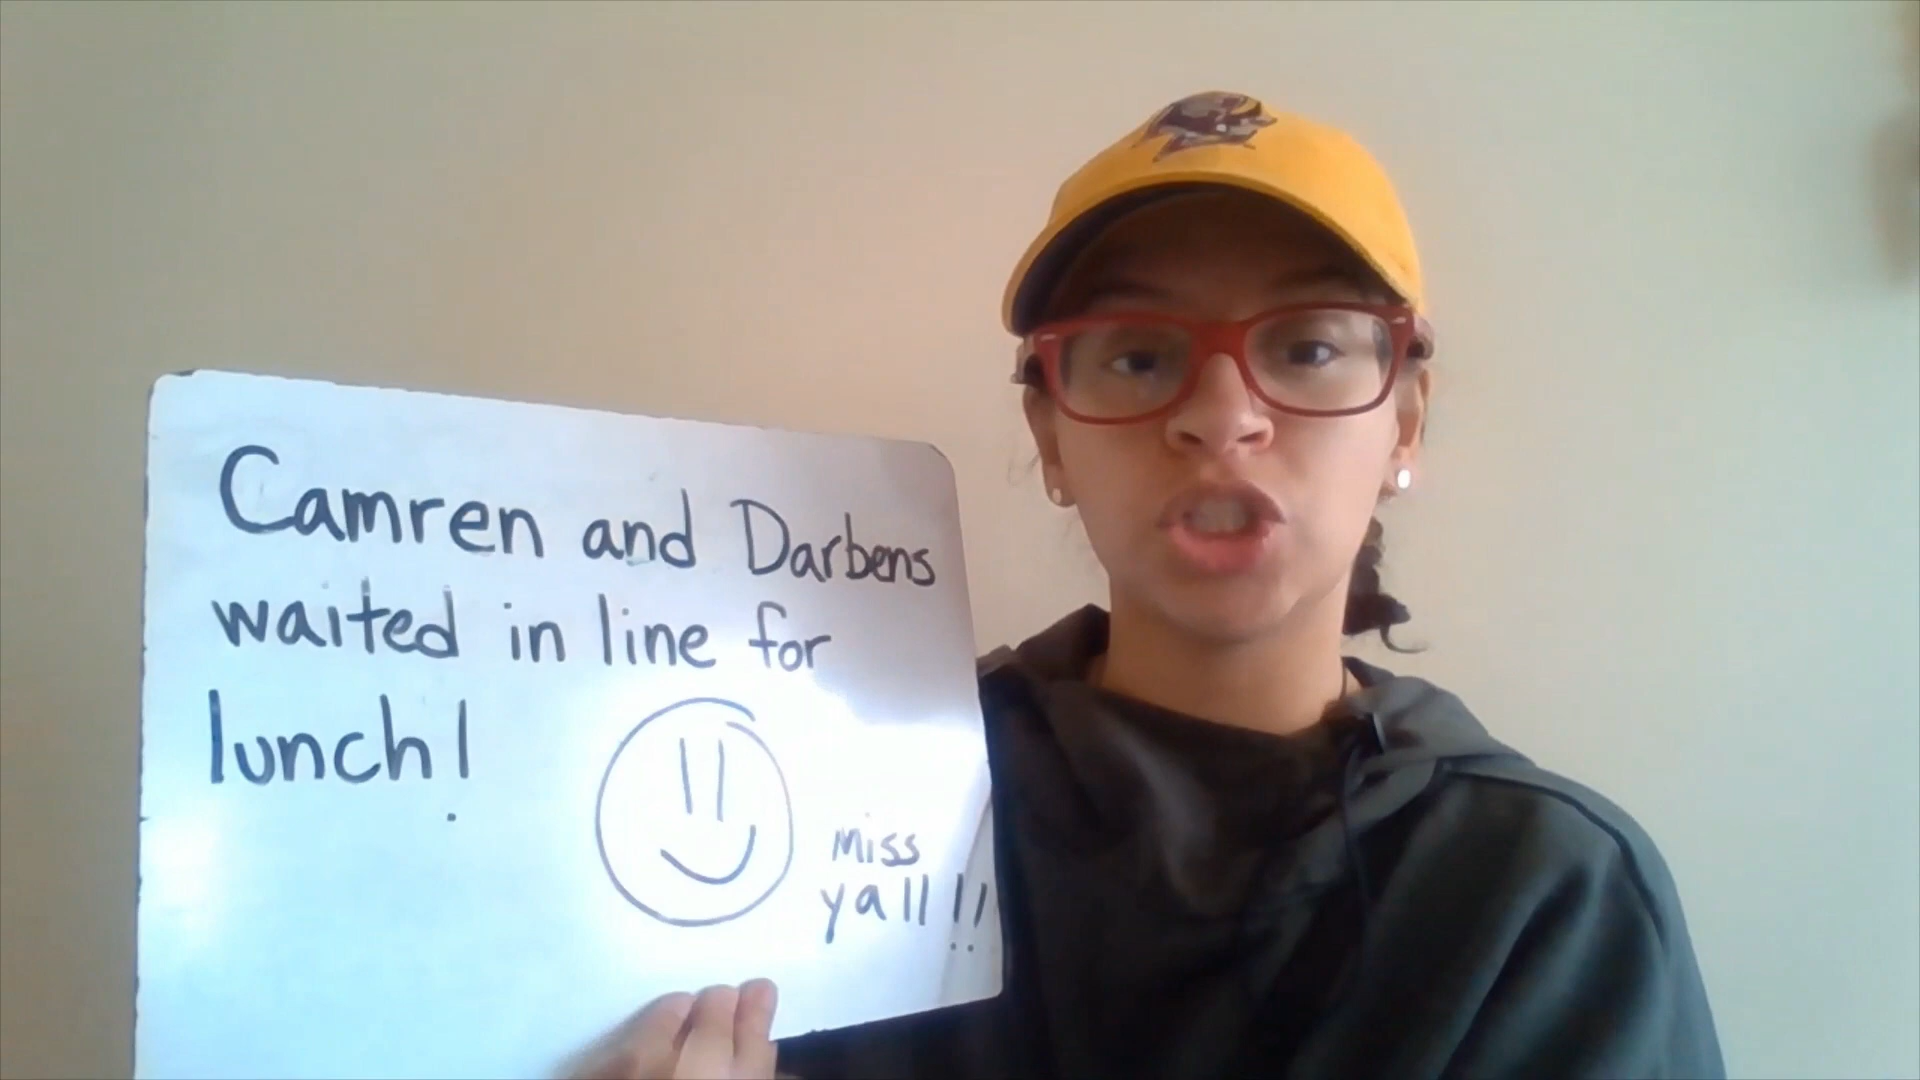 Camren and Darbens
waited in line for
lunch!
miss
yall!!